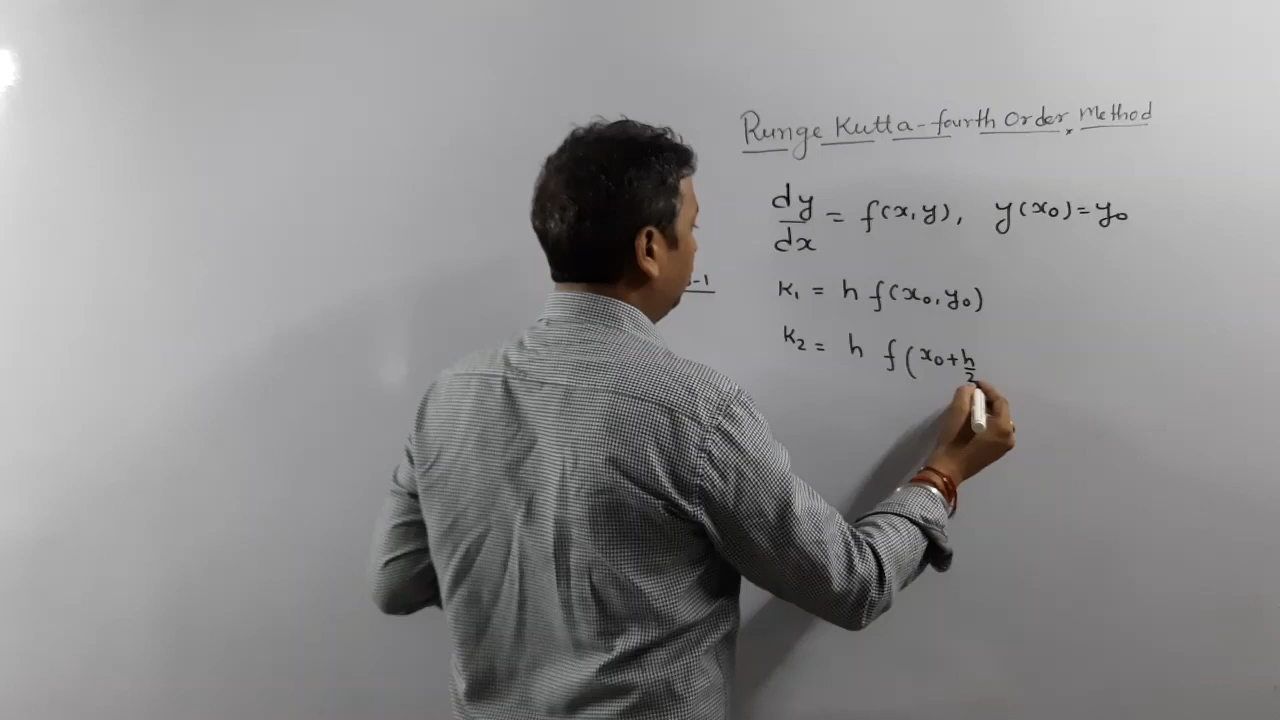 Runge Kutta-fourth Order Method
dy/dx = f(x,y), y(x₀)=y₀
K₁ = h f(x₀,y₀)
K₂ = h f(x₀+h/2